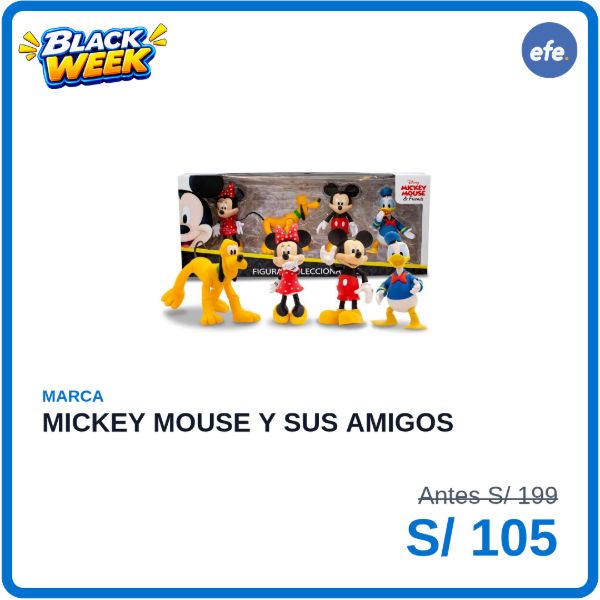 BLACK
WEEK
efe.
Disney
MICKEY
MOUSE
& Friends
MARCA
MICKEY MOUSE Y SUS AMIGOS
Antes S/ 199
S/ 105